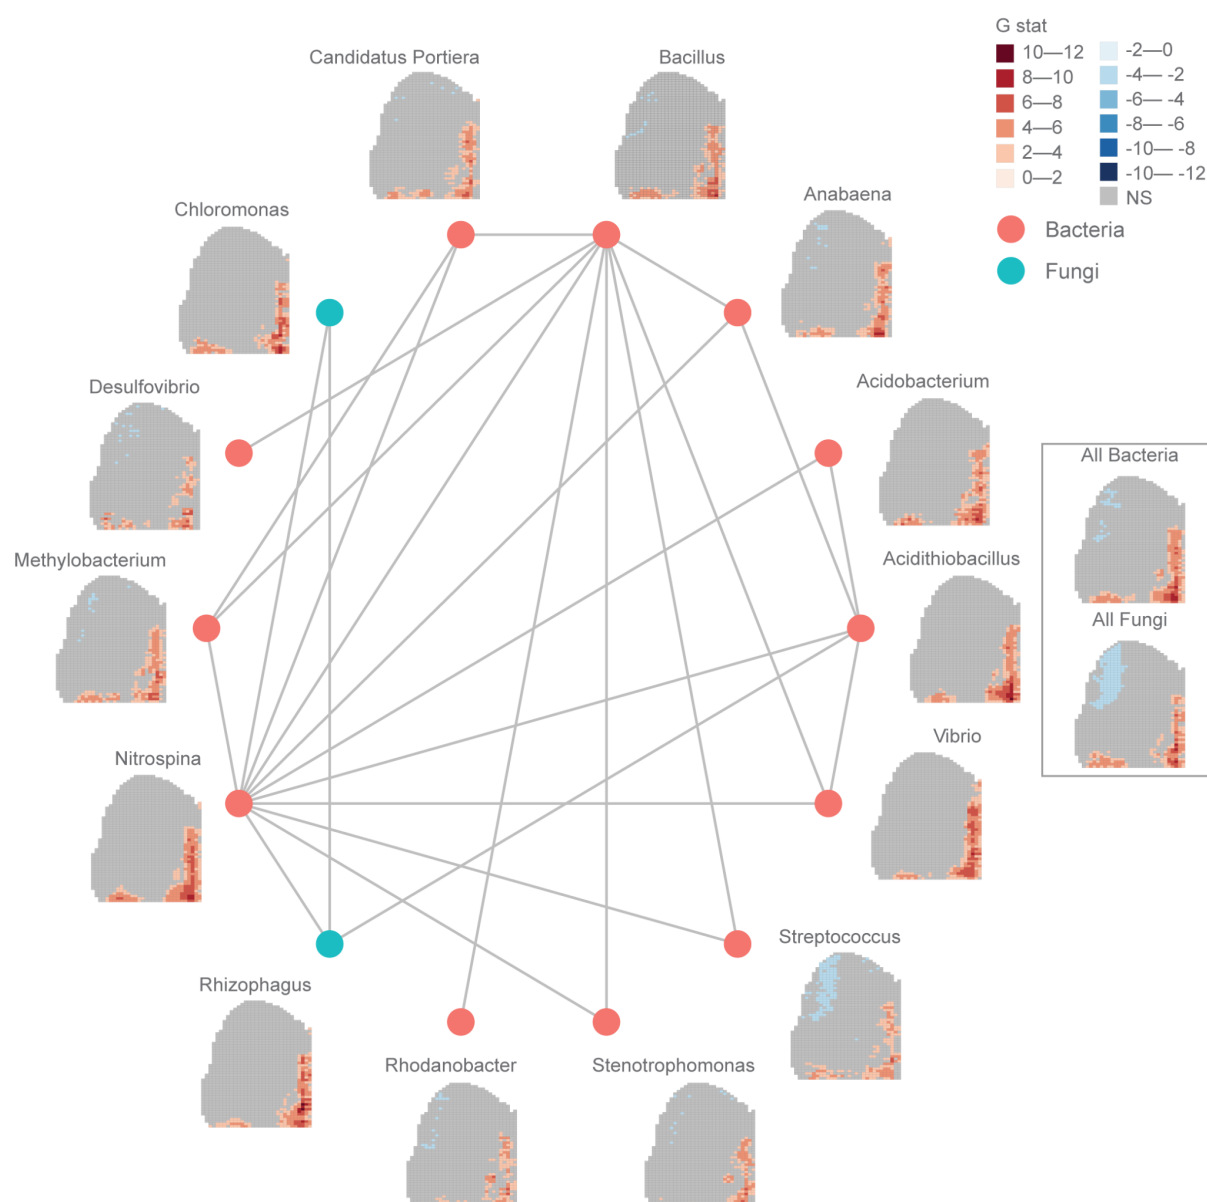 G stat
10—12
8—10
6—8
4—6
2—4
0—2
-2—0
-4— -2
-6— -4
-8— -6
-10— -8
-10— -12
NS
Bacteria
Fungi
Candidatus Portiera
Bacillus
Anabaena
Chloromonas
Acidobacterium
Desulfovibrio
All Bacteria
Methylobacterium
Acidithiobacillus
All Fungi
Vibrio
Nitrospina
Streptococcus
Rhizophagus
Rhodanobacter
Stenotrophomonas